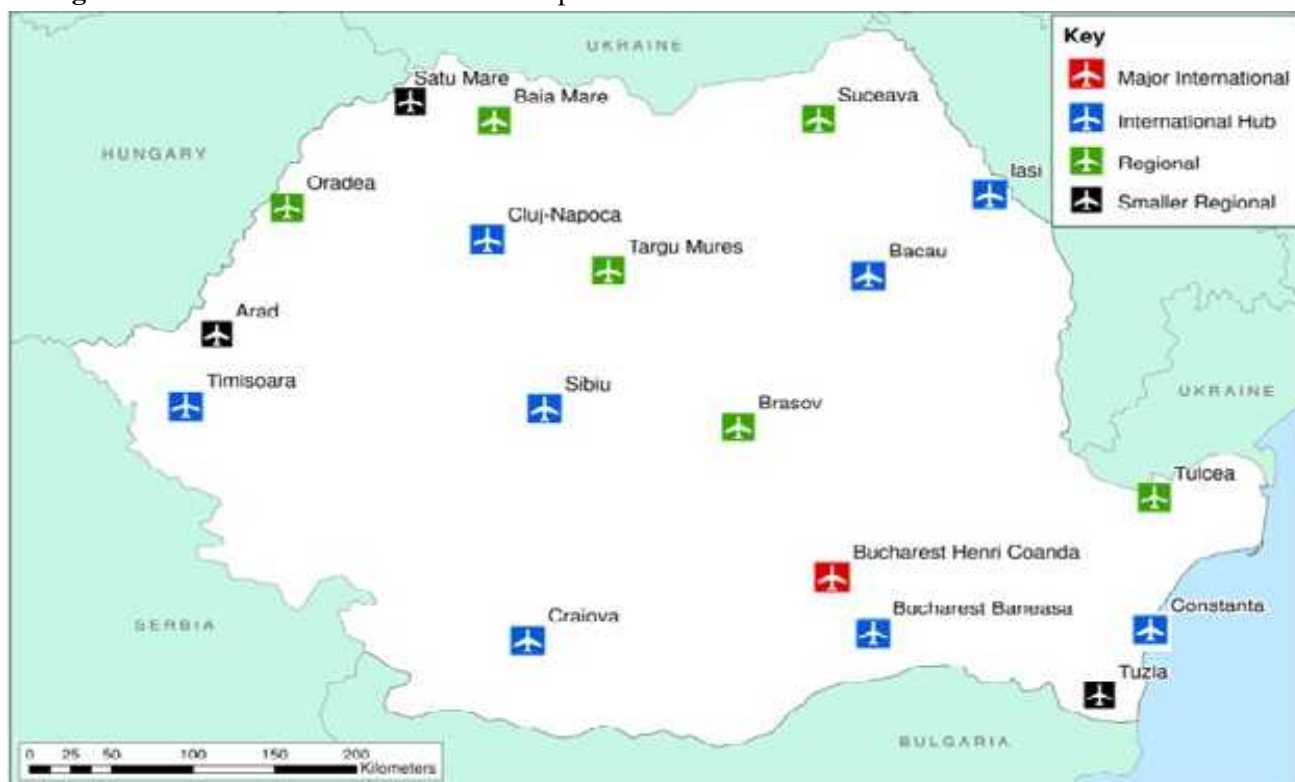 UKRAINE
Key
Major International
International Hub
Regional
Smaller Regional
Satu Mare
Baia Mare
Suceava
HUNGARY
Iasi
Oradea
Cluj-Napoca
Targu Mures
Bacau
Arad
Timisoara
Sibiu
Brasov
UKRAINE
Tulcea
Bucharest Henri Coanda
Bucharest Baneasa
Constanta
Craiova
SERBIA
Tuzla
BULGARIA
0 25 50 100 150 200
Kilometers